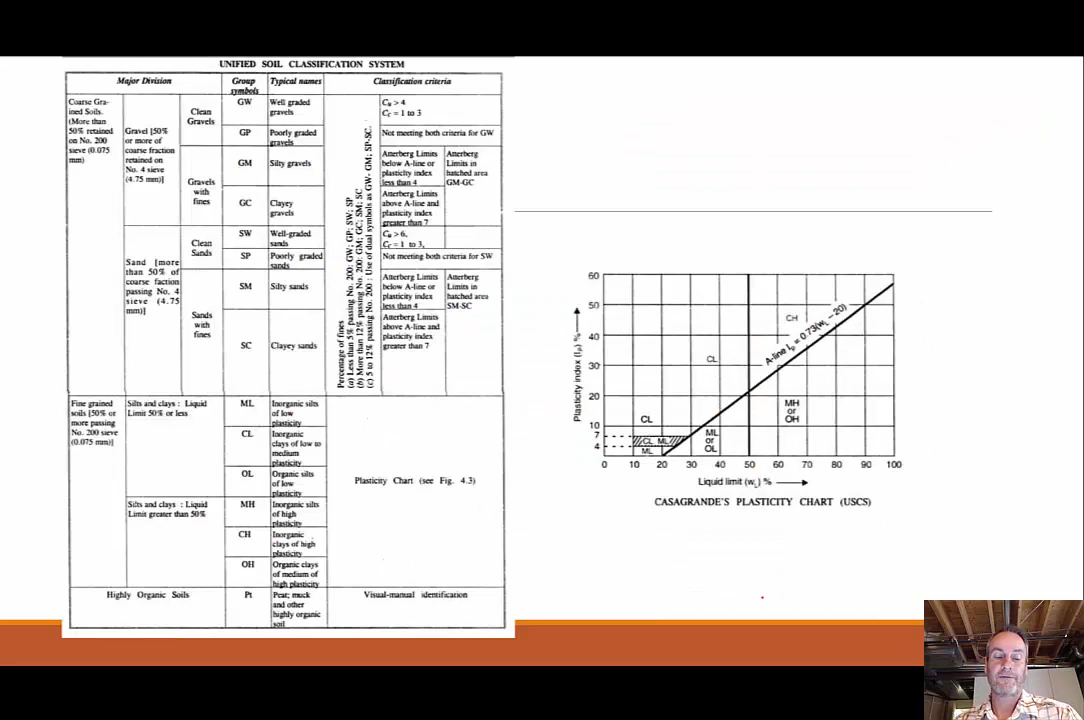 UNIFIED SOIL CLASSIFICATION SYSTEM
Major Division
Group
symbols
Typical names
Classification criteria
Coarse Gra-
ined Soils.
(More than
50% retained
on No. 200
sieve (0.075
mm)
Gravel [50%
or more of
coarse fraction
retained on
No. 4 sieve
(4.75 mm)]
Clean
Gravels
GW
Well graded
gravels
Cu > 4
Cc = 1 to 3
GP
Poorly graded
gravels
Not meeting both criteria for GW
Gravels
with
fines
GM
Silty gravels
Atterberg Limits
below A-line or
plasticity index
less than 4
Atterberg
Limits in
hatched area
GM-GC
GC
Clayey
gravels
Atterberg Limits
above A-line and
plasticity index
greater than 7
Sand [more
than 50% of
coarse faction
passing No. 4
sieve (4.75
mm)]
Clean
Sands
SW
Well-graded
sands
Cu > 6,
Cc = 1 to 3,
SP
Poorly graded
sands
Not meeting both criteria for SW
Sands
with
fines
SM
Silty sands
Atterberg Limits
below A-line or
plasticity index
less than 4
Atterberg
Limits in
hatched area
SM-SC
SC
Clayey sands
Atterberg Limits
above A-line and
plasticity index
greater than 7
Percentage of fines
(a) Less than 5% passing No. 200: GW; GP; SW; SP
(b) More than 12% passing No. 200: GM; GC; SM; SC
(c) 5 to 12% passing No. 200 : Use of dual symbols as GW- GM; SP-SC.
Fine grained
soils [50% or
more passing
No. 200 sieve
(0.075 mm)]
Silts and clays : Liquid
Limit 50% or less
ML
Inorganic silts
of low
plasticity
CL
Inorganic
clays of low to
medium
plasticity
OL
Organic silts
of low
plasticity
Plasticity Chart (see Fig. 4.3)
Silts and clays : Liquid
Limit greater than 50%
MH
Inorganic silts
of high
plasticity
CH
Inorganic
clays of high
plasticity
OH
Organic clays
of medium of
high plasticity
Highly Organic Soils
Pt
Peat; muck
and other
highly organic
soil
Visual-manual identification
Plasticity index (Ip) %
60
50
40
30
20
10
7
4
CH
CL
A-line Ip = 0.73(wL − 20)
MH
or
OH
CL
CL ML
ML
ML
or
OL
0 10 20 30 40 50 60 70 80 90 100
Liquid limit (wL) %
CASAGRANDE'S PLASTICITY CHART (USCS)